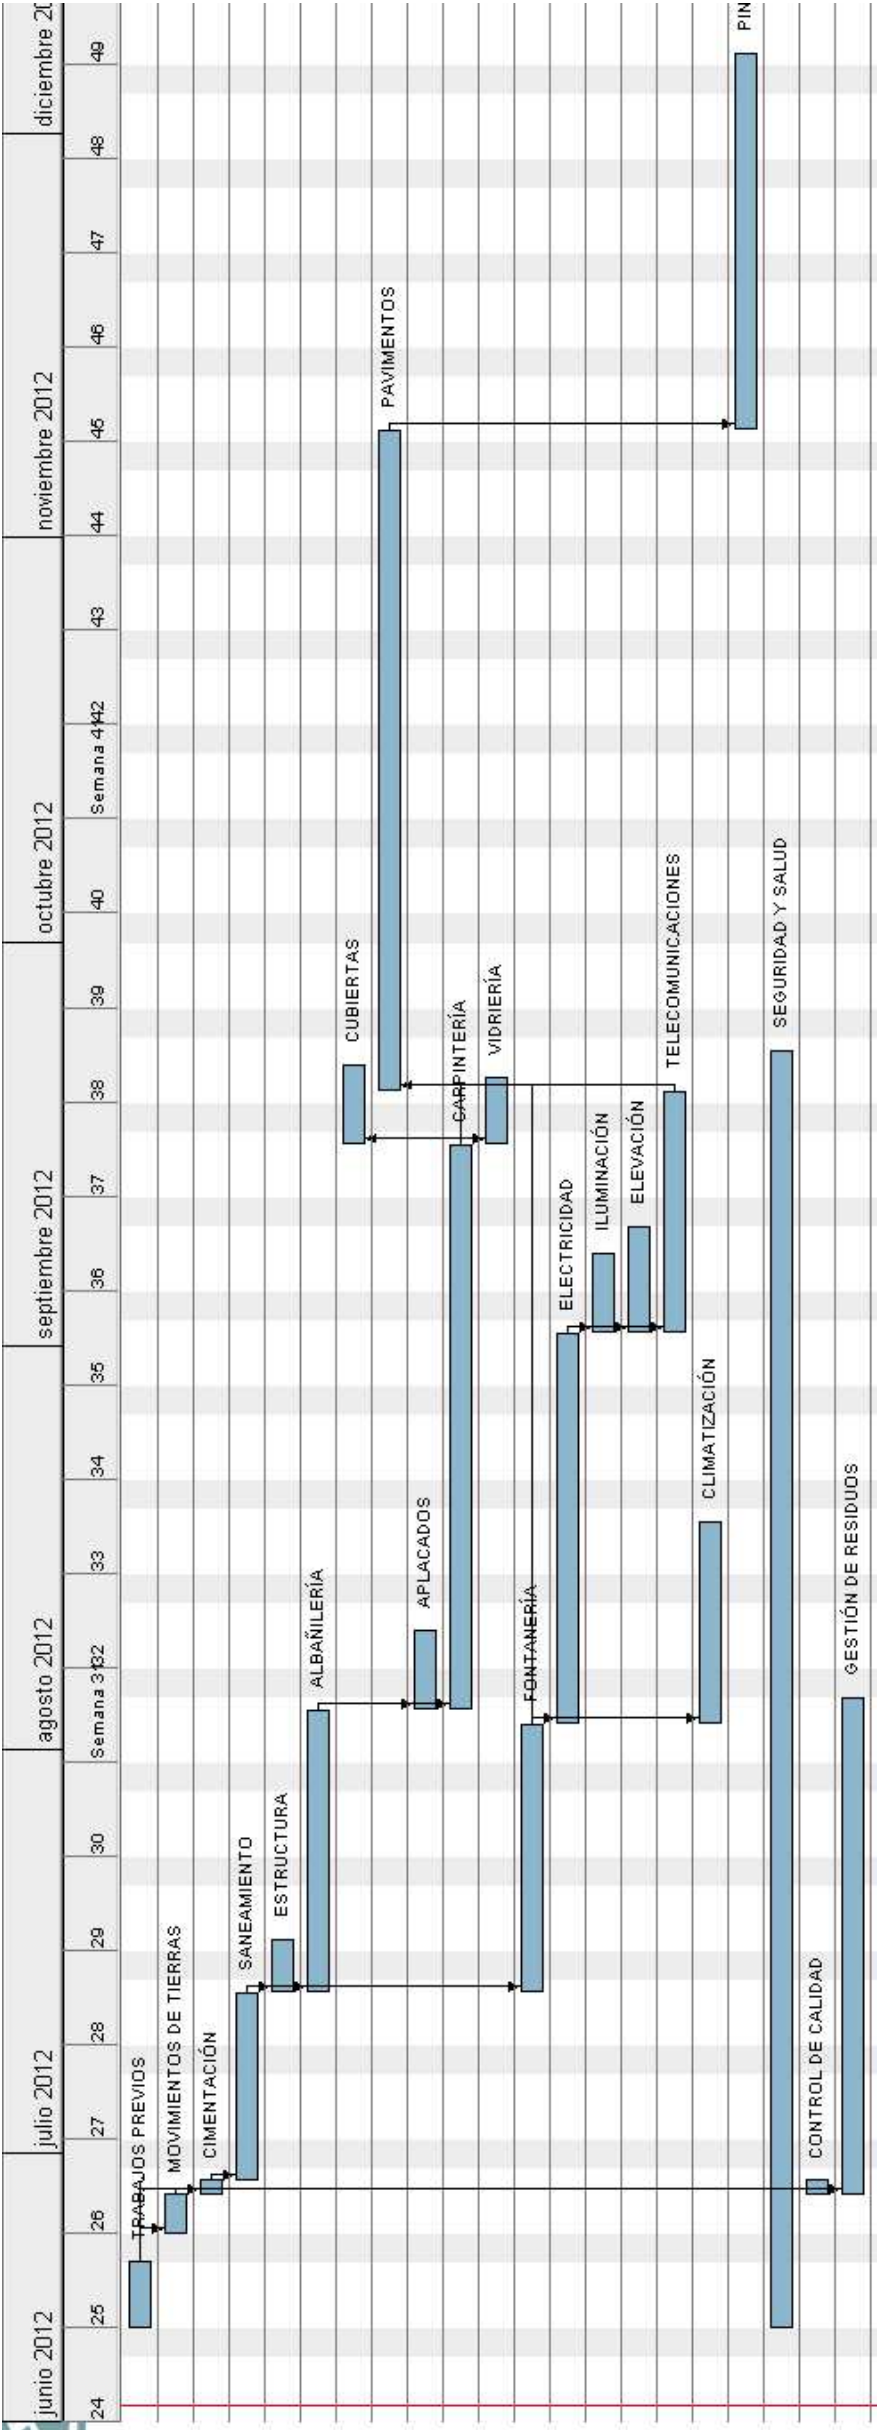 junio 2012
julio 2012
agosto 2012
septiembre 2012
octubre 2012
noviembre 2012
diciembre 20
24
25
26
27
28
29
30
Semana 31
32
33
34
35
36
37
38
39
40
Semana 41
42
43
44
45
46
47
48
49
TRABAJOS PREVIOS
MOVIMIENTOS DE TIERRAS
CIMENTACIÓN
SANEAMIENTO
ESTRUCTURA
ALBAÑILERÍA
CUBIERTAS
PAVIMENTOS
APLACADOS
CARPINTERÍA
VIDRIERÍA
FONTANERÍA
ELECTRICIDAD
ILUMINACIÓN
ELEVACIÓN
TELECOMUNICACIONES
CLIMATIZACIÓN
PIN
SEGURIDAD Y SALUD
CONTROL DE CALIDAD
GESTIÓN DE RESIDUOS